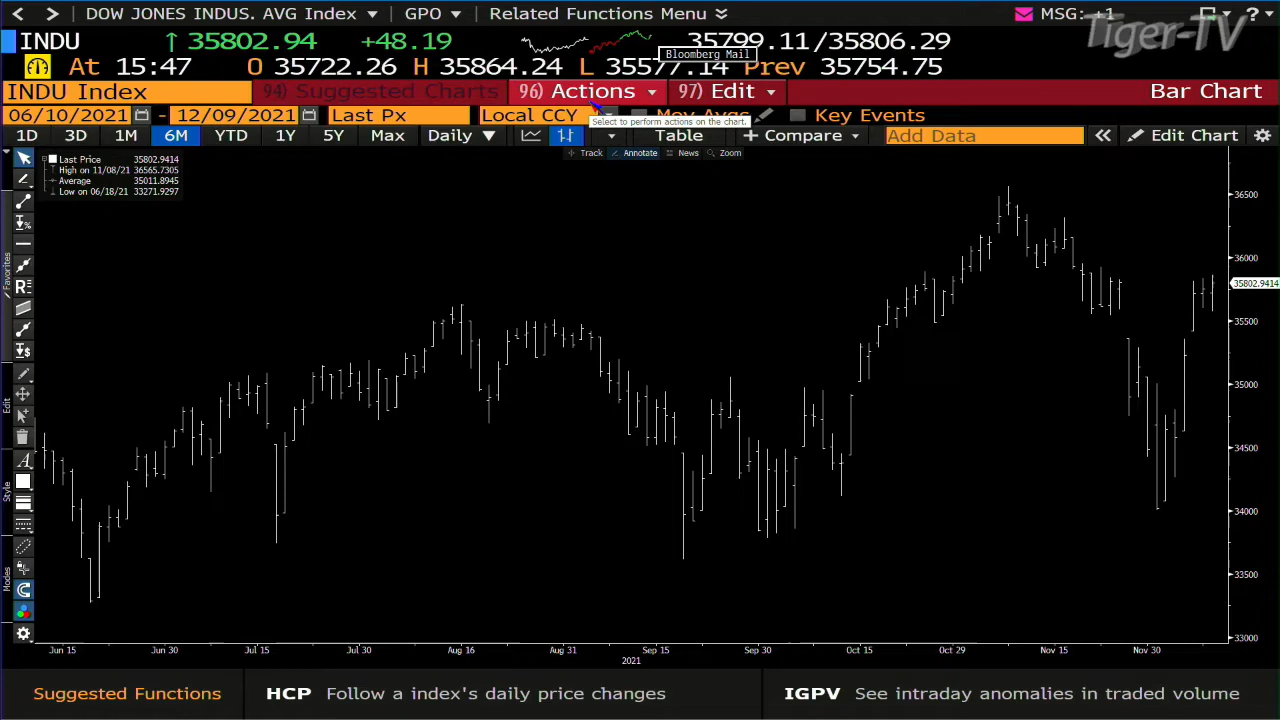 DOW JONES INDUS. AVG Index GPO Related Functions Menu MSG: +1 ?
Tiger-TV
INDU 35802.94 +48.19 35799.11/35806.29
Bloomberg Mail
At 15:47 O 35722.26 H 35864.24 L 35577.14 Prev 35754.75
INDU Index 94) Suggested Charts 96) Actions 97) Edit Bar Chart
06/10/2021 - 12/09/2021 Last Px Local CCY Mov Avgs Key Events
Select to perform actions on the chart.
1D 3D 1M 6M YTD 1Y 5Y Max Daily Table + Compare Add Data Edit Chart
Track Annotate News Zoom
Last Price 35802.9414
High on 11/08/21 36565.7305
Average 35011.8945
Low on 06/18/21 33271.9297
Favorites
Edit
Style
Modes
36500
36000
35802.9414
35500
35000
34500
34000
33500
33000
Jun 15 Jun 30 Jul 15 Jul 30 Aug 16 Aug 31 Sep 15 Sep 30 Oct 15 Oct 29 Nov 15 Nov 30
2021
Suggested Functions HCP Follow a index's daily price changes IGPV See intraday anomalies in traded volume